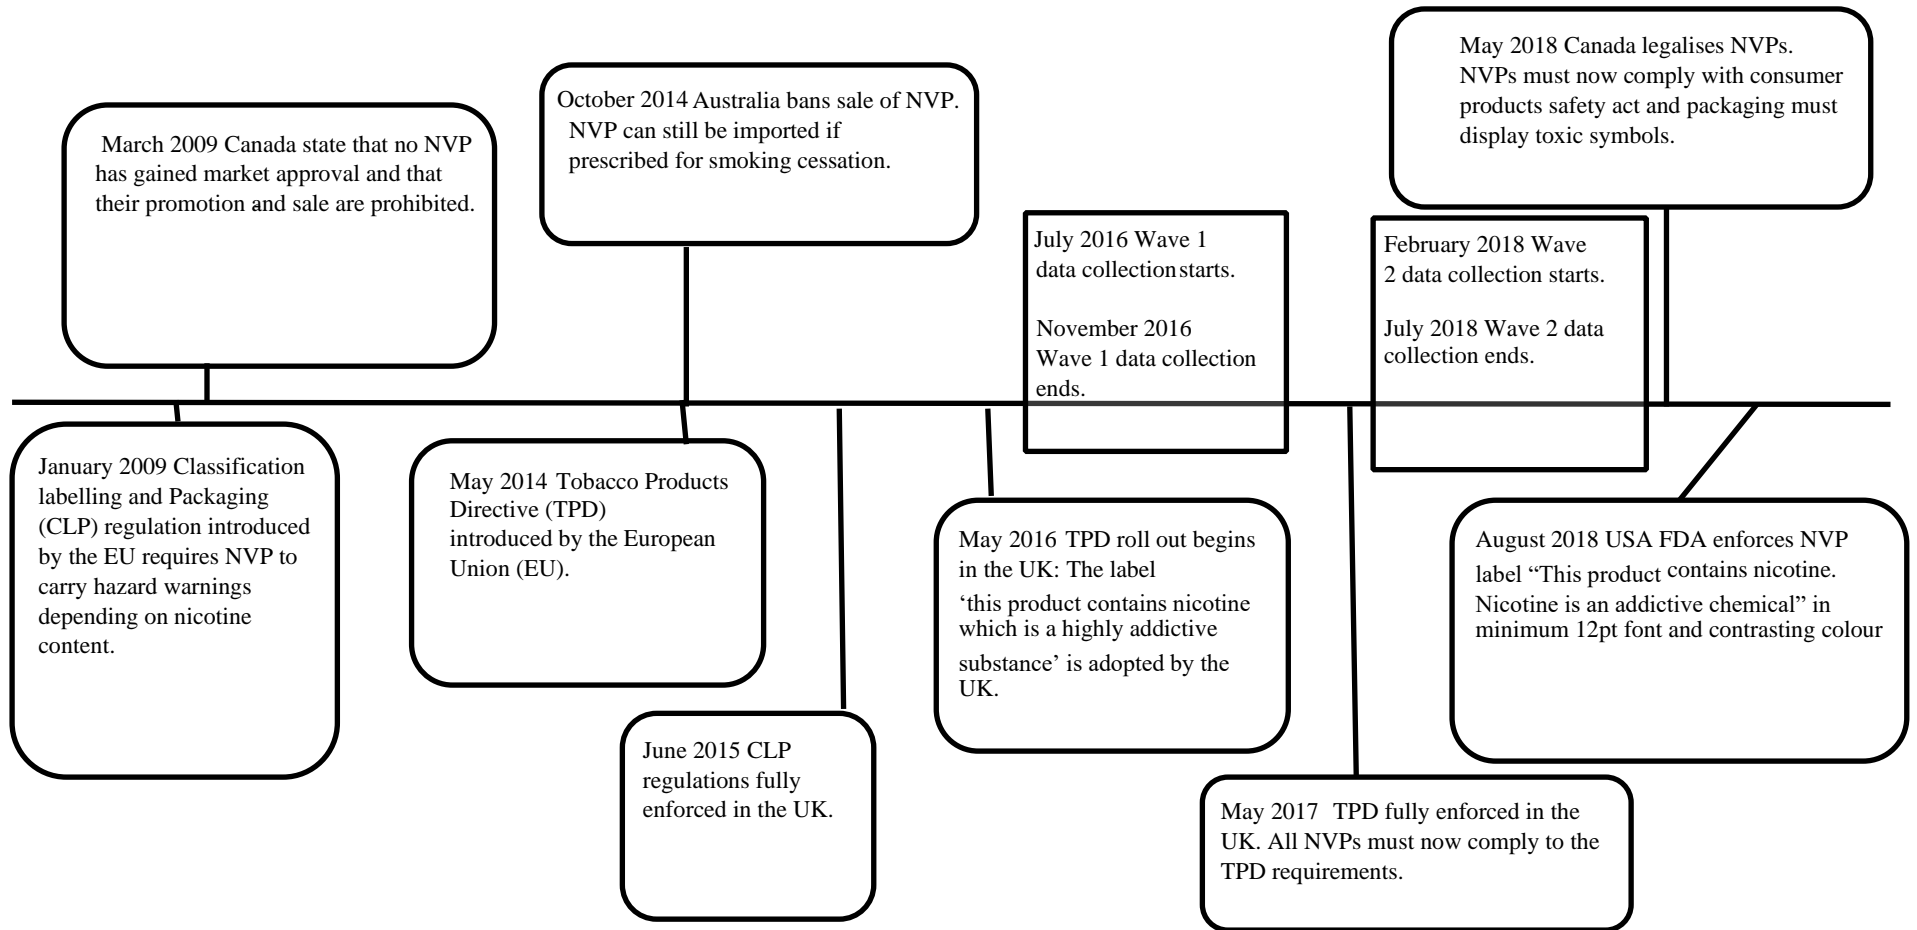 March 2009 Canada state that no NVP
has gained market approval and that
their promotion and sale are prohibited.
October 2014 Australia bans sale of NVP.
NVP can still be imported if
prescribed for smoking cessation.
July 2016 Wave 1
data collection starts.
November 2016
Wave 1 data collection
ends.
February 2018 Wave
2 data collection starts.
July 2018 Wave 2 data
collection ends.
May 2018 Canada legalises NVPs.
NVPs must now comply with consumer
products safety act and packaging must
display toxic symbols.
January 2009 Classification
labelling and Packaging
(CLP) regulation introduced
by the EU requires NVP to
carry hazard warnings
depending on nicotine
content.
May 2014 Tobacco Products
Directive (TPD)
introduced by the European
Union (EU).
June 2015 CLP
regulations fully
enforced in the UK.
May 2016 TPD roll out begins
in the UK: The label
‘this product contains nicotine
which is a highly addictive
substance’ is adopted by the
UK.
May 2017 TPD fully enforced in the
UK. All NVPs must now comply to the
TPD requirements.
August 2018 USA FDA enforces NVP
label “This product contains nicotine.
Nicotine is an addictive chemical” in
minimum 12pt font and contrasting colour